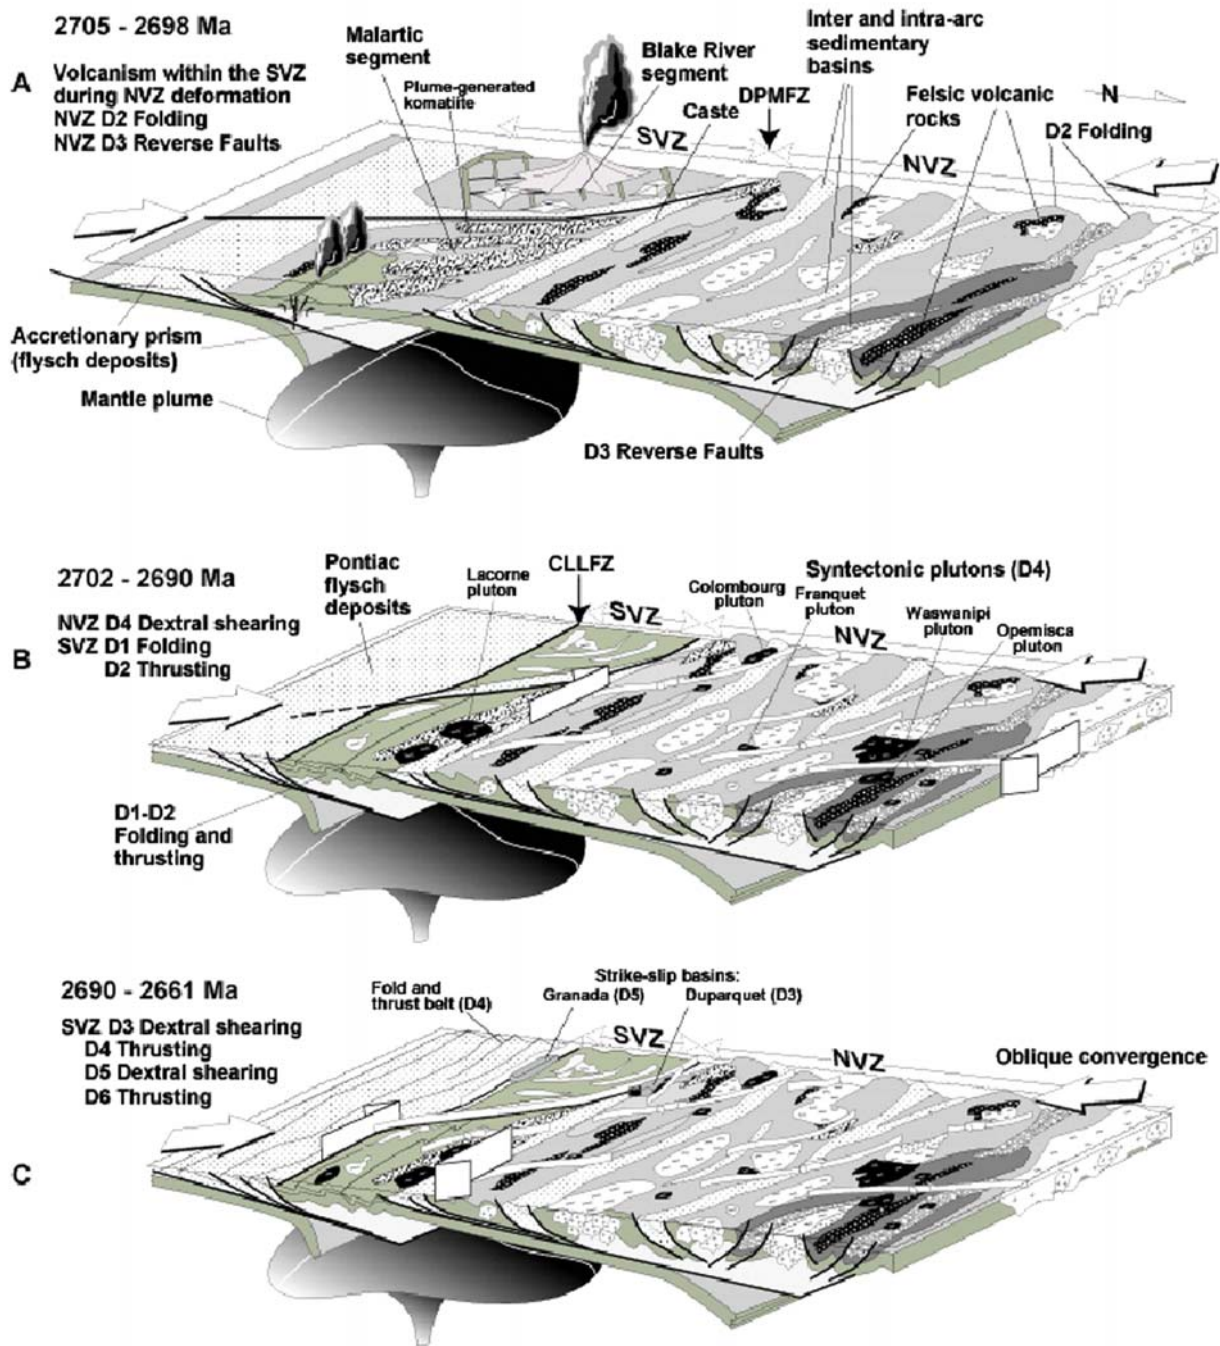 2705 - 2698 Ma
A
Volcanism within the SVZ
during NVZ deformation
NVZ D2 Folding
NVZ D3 Reverse Faults
Malartic
segment
Plume-generated
komatiite
Blake River
segment
Caste
DPMFZ
Inter and intra-arc
sedimentary
basins
Felsic volcanic
rocks
N
D2 Folding
SVZ
NVZ
Accretionary prism
(flysch deposits)
Mantle plume
D3 Reverse Faults
2702 - 2690 Ma
B
NVZ D4 Dextral shearing
SVZ D1 Folding
D2 Thrusting
Pontiac
flysch
deposits
Lacorne
pluton
CLLFZ
SVZ
Colombourg
pluton
Syntectonic plutons (D4)
Franquet
pluton
NVZ
Waswanipi
pluton
Opemisca
pluton
D1-D2
Folding and
thrusting
2690 - 2661 Ma
C
SVZ D3 Dextral shearing
D4 Thrusting
D5 Dextral shearing
D6 Thrusting
Fold and
thrust belt (D4)
Strike-slip basins:
Granada (D5)
Duparquet (D3)
SVZ
NVZ
Oblique convergence